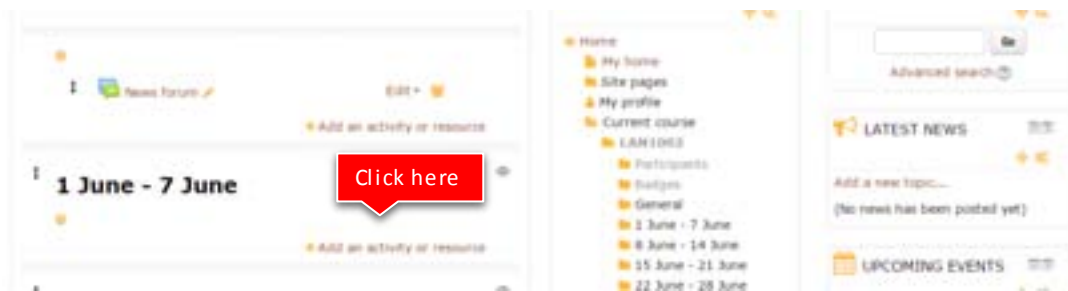 News forum
Edit
Add an activity or resource
1 June - 7 June
Click here
Add an activity or resource
Home
My home
Site pages
My profile
Current course
LAN1002
Participants
Badges
General
1 June - 7 June
8 June - 14 June
15 June - 21 June
22 June - 28 June
Go
Advanced search
LATEST NEWS
Add a new topic...
(No news has been posted yet)
UPCOMING EVENTS